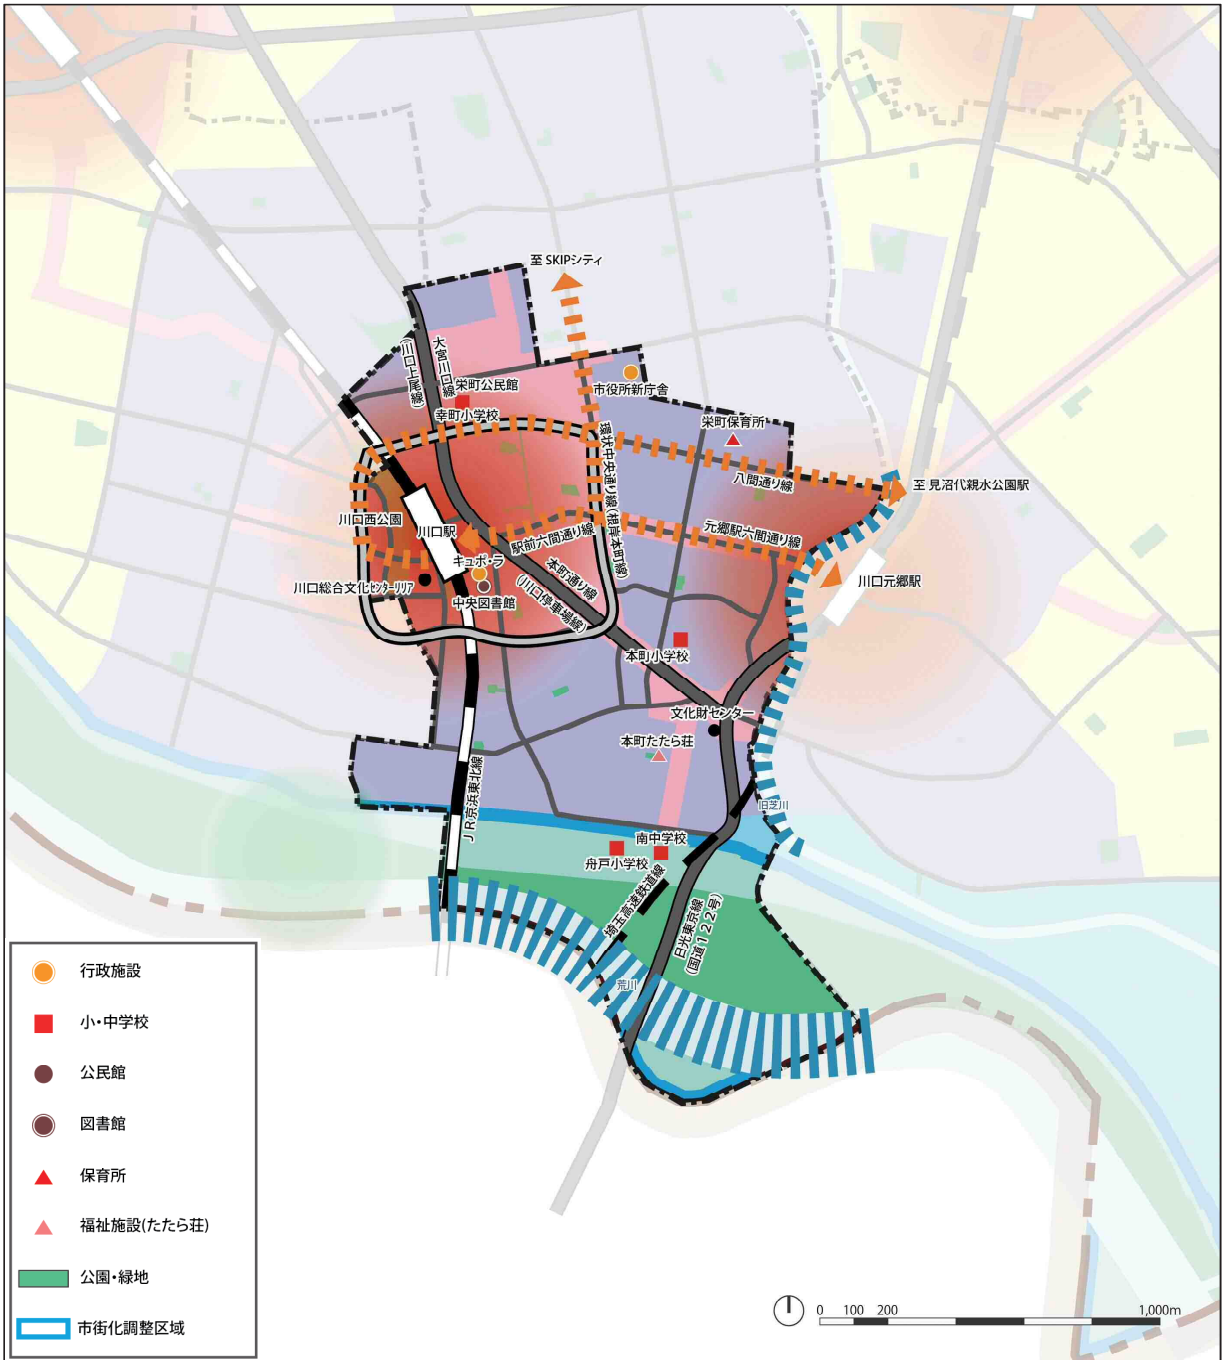 至 SKIPシティ
大宮川口線
(川口上尾線)
栄町公民館
幸町小学校
市役所新庁舎
栄町保育所
環状中央通り線(根岸本町線)
八間通り線
至 見沼代親水公園駅
川口西公園
川口駅
駅前六間通り線
元郷駅六間通り線
キュポ・ラ
本町通り線
(川口停車場線)
川口総合文化センターリリア
中央図書館
川口元郷駅
本町小学校
文化財センター
本町たたら荘
JR京浜東北線
旧芝川
南中学校
舟戸小学校
埼玉高速鉄道線
日光東京線
(国道122号)
荒川
行政施設
小・中学校
公民館
図書館
保育所
福祉施設(たたら荘)
公園・緑地
市街化調整区域
0 100 200 1,000m